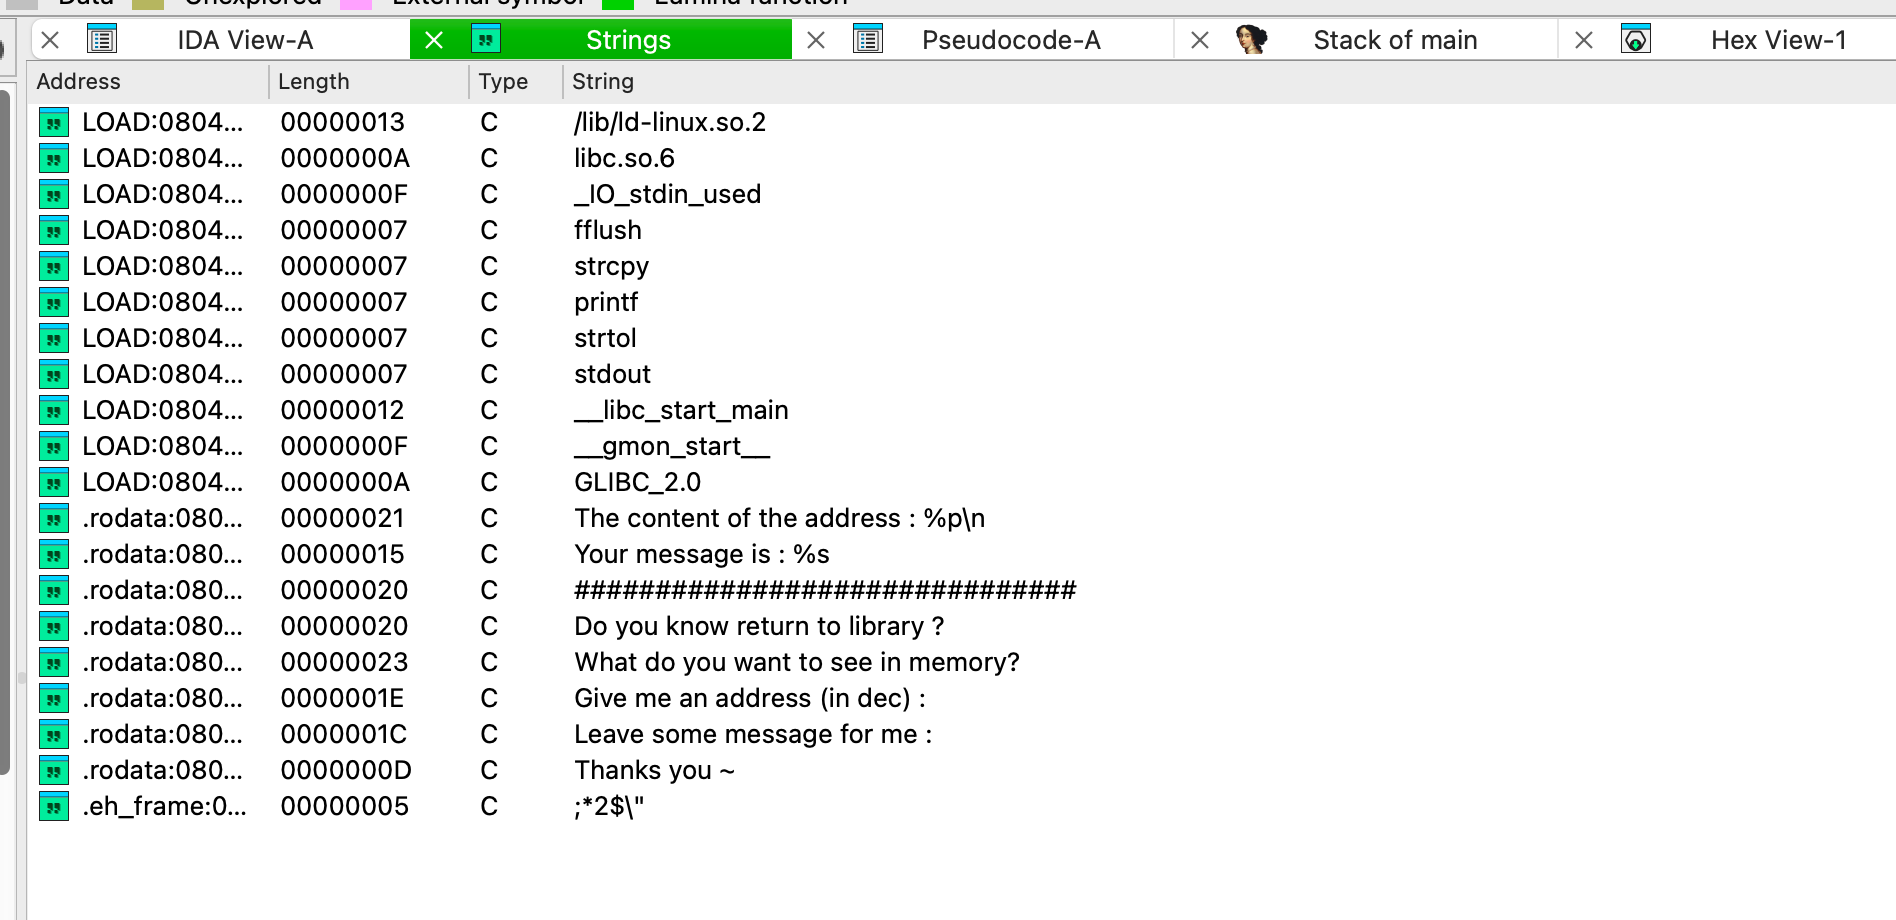 Data Unexplored External symbol Lumina function
IDA View-A Strings Pseudocode-A Stack of main Hex View-1
Address Length Type String
LOAD:0804... 00000013 C /lib/ld-linux.so.2
LOAD:0804... 0000000A C libc.so.6
LOAD:0804... 0000000F C _IO_stdin_used
LOAD:0804... 00000007 C fflush
LOAD:0804... 00000007 C strcpy
LOAD:0804... 00000007 C printf
LOAD:0804... 00000007 C strtol
LOAD:0804... 00000007 C stdout
LOAD:0804... 00000012 C __libc_start_main
LOAD:0804... 0000000F C __gmon_start__
LOAD:0804... 0000000A C GLIBC_2.0
.rodata:080... 00000021 C The content of the address : %p\n
.rodata:080... 00000015 C Your message is : %s
.rodata:080... 00000020 C ###############################
.rodata:080... 00000020 C Do you know return to library ?
.rodata:080... 00000023 C What do you want to see in memory?
.rodata:080... 0000001E C Give me an address (in dec) :
.rodata:080... 0000001C C Leave some message for me :
.rodata:080... 0000000D C Thanks you ~
.eh_frame:0... 00000005 C ;*2$\"